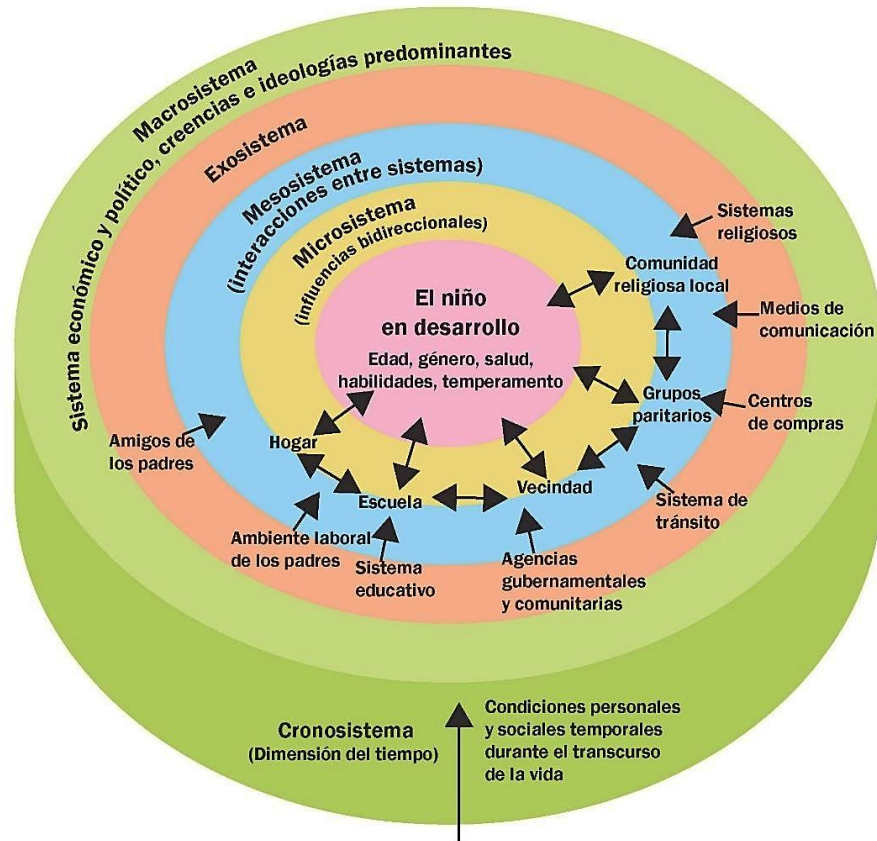 Macrosistema
Sistema económico y político, creencias e ideologías predominantes
Exosistema
Mesosistema
(interacciones entre sistemas)
Microsistema
(influencias bidireccionales)
El niño
en desarrollo
Edad, género, salud,
habilidades, temperamento
Sistemas
religiosos
Comunidad
religiosa local
Medios de
comunicación
Grupos
paritarios
Centros
de compras
Amigos de
los padres
Hogar
Escuela
Vecindad
Sistema de
tránsito
Ambiente laboral
de los padres
Sistema
educativo
Agencias
gubernamentales
y comunitarias
Cronosistema
(Dimensión del tiempo)
Condiciones personales
y sociales temporales
durante el transcurso
de la vida